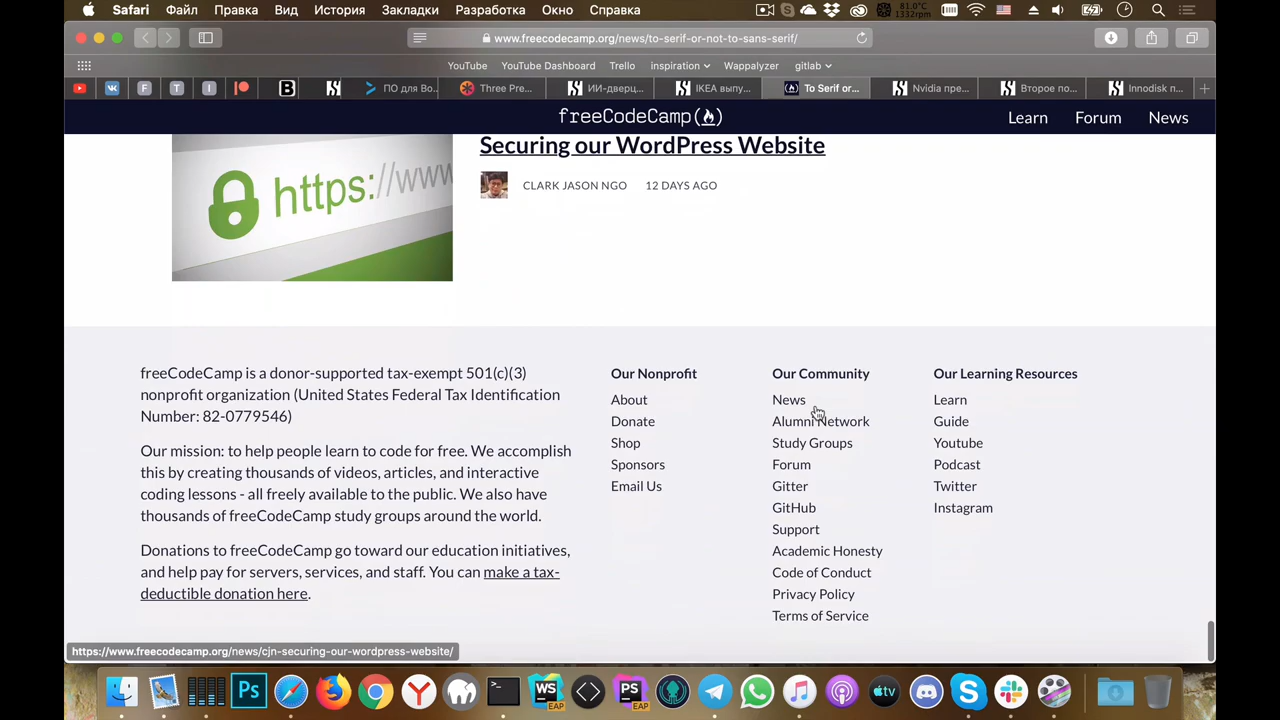 Safari Файл Правка Вид История Закладки Разработка Окно Справка
81.0°C
1332rpm
www.freecodecamp.org/news/to-serif-or-not-to-sans-serif/
YouTube YouTube Dashboard Trello inspiration Wappalyzer gitlab
ПО для Во...
Three Pre...
ИИ-дверц...
IKEA выпу...
To Serif or...
Nvidia пре...
Второе по...
Innodisk п...
freeCodeCamp
Learn Forum News
https://www
Securing our WordPress Website
CLARK JASON NGO 12 DAYS AGO
freeCodeCamp is a donor-supported tax-exempt 501(c)(3)
nonprofit organization (United States Federal Tax Identification
Number: 82-0779546)
Our mission: to help people learn to code for free. We accomplish
this by creating thousands of videos, articles, and interactive
coding lessons - all freely available to the public. We also have
thousands of freeCodeCamp study groups around the world.
Donations to freeCodeCamp go toward our education initiatives,
and help pay for servers, services, and staff. You can make a tax-
deductible donation here.
Our Nonprofit
About
Donate
Shop
Sponsors
Email Us
Our Community
News
Alumni Network
Study Groups
Forum
Gitter
GitHub
Support
Academic Honesty
Code of Conduct
Privacy Policy
Terms of Service
Our Learning Resources
Learn
Guide
Youtube
Podcast
Twitter
Instagram
https://www.freecodecamp.org/news/cjn-securing-our-wordpress-website/
Ps
WS
EAP
PS
EAP
tv